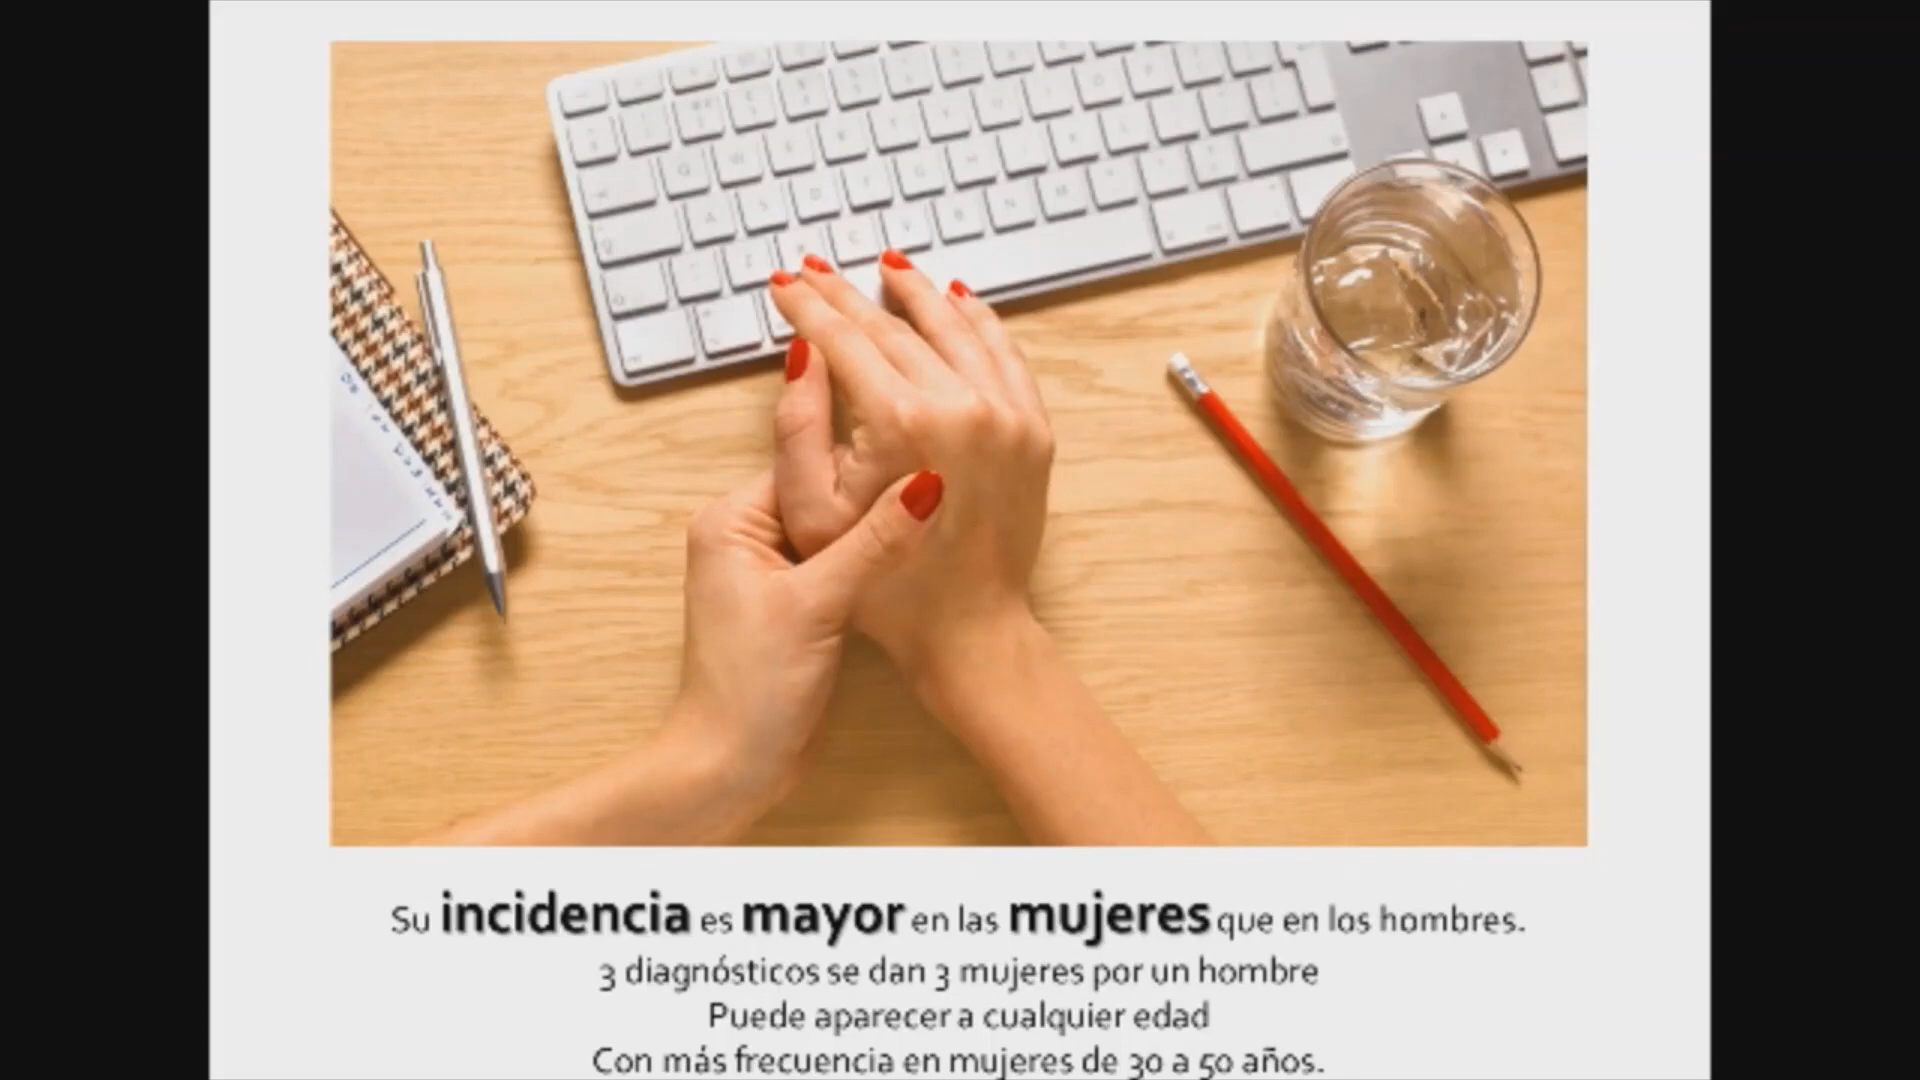 Su incidencia es mayor en las mujeres que en los hombres.
3 diagnósticos se dan 3 mujeres por un hombre
Puede aparecer a cualquier edad
Con más frecuencia en mujeres de 30 a 50 años.